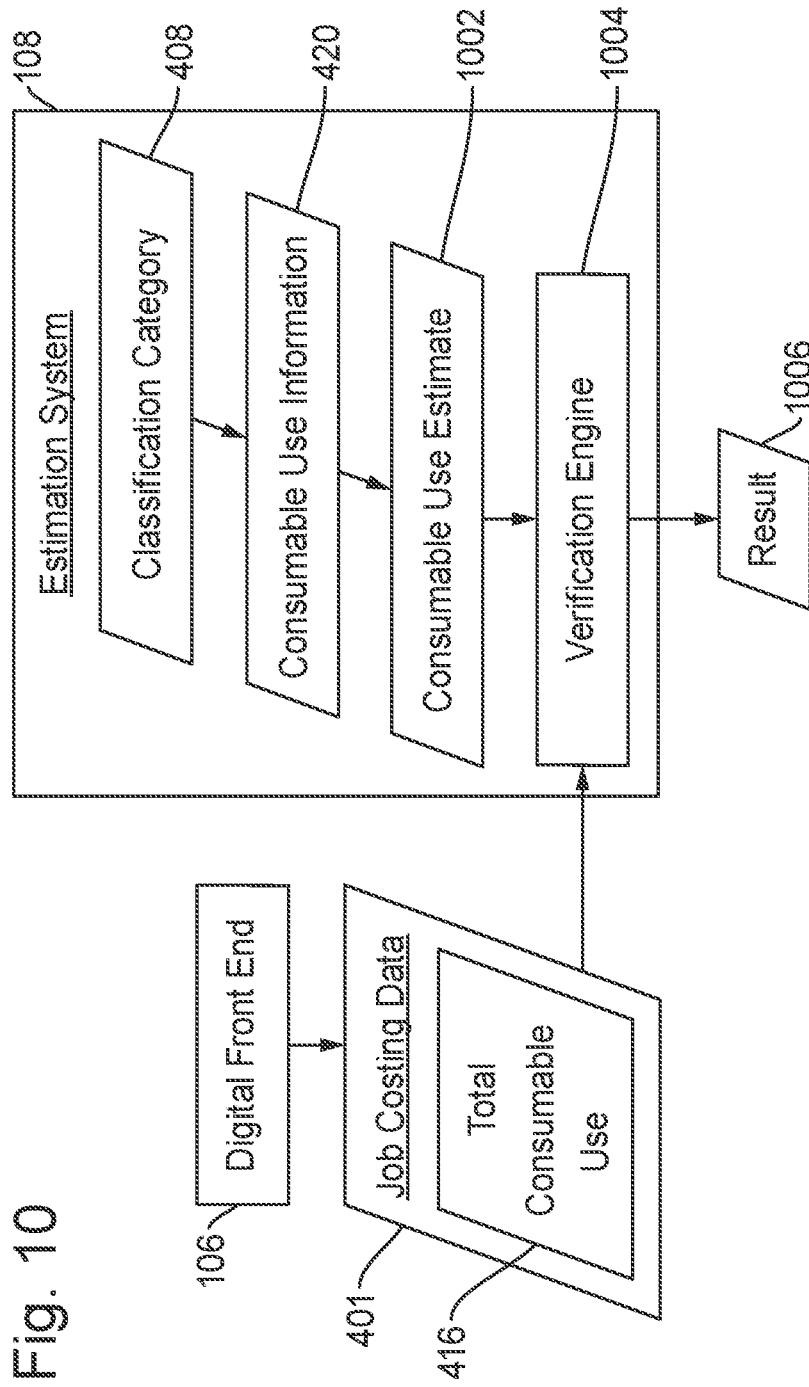 Fig. 10
Digital Front End
106
Job Costing Data
Total
Consumable
Use
401
416
Estimation System
108
Classification Category
408
Consumable Use Information
420
Consumable Use Estimate
1002
Verification Engine
1004
Result
1006